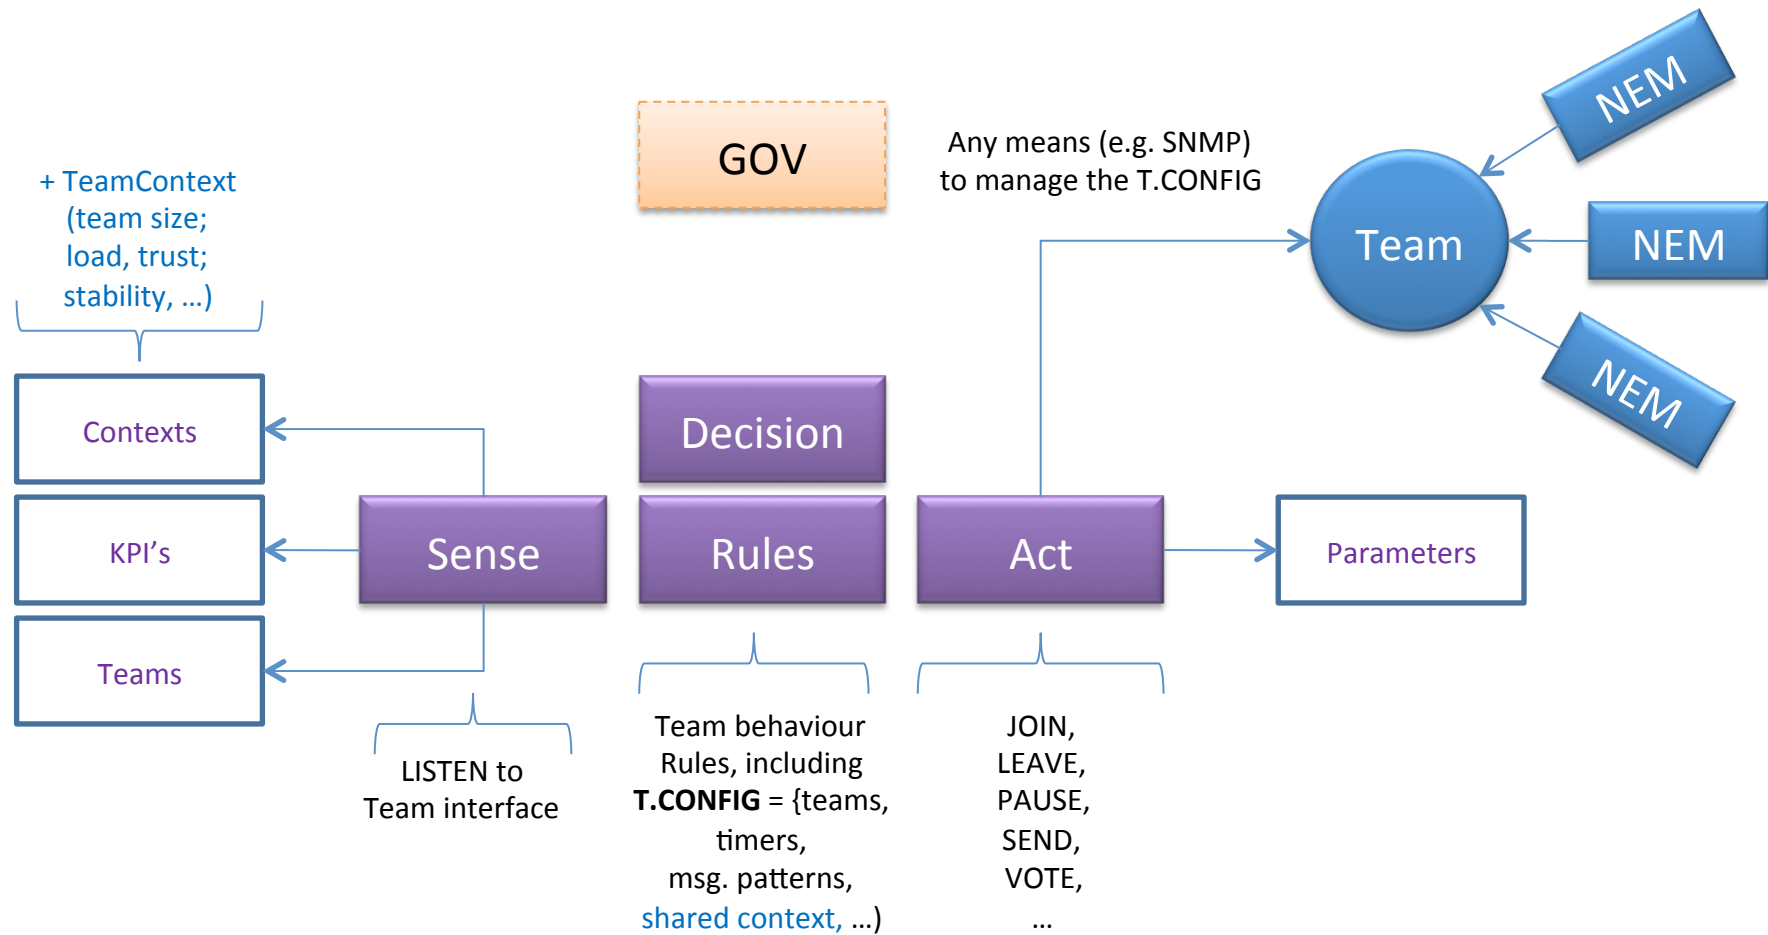 NEM
GOV
Any means (e.g. SNMP)
to manage the T.CONFIG
+ TeamContext
(team size;
load, trust;
stability, ...)
Team
NEM
NEM
Contexts
Decision
KPI’s
Sense
Rules
Act
Parameters
Teams
LISTEN to
Team interface
Team behaviour
Rules, including
T.CONFIG = {teams,
timers,
msg. patterns,
shared context, ...)
JOIN,
LEAVE,
PAUSE,
SEND,
VOTE,
...